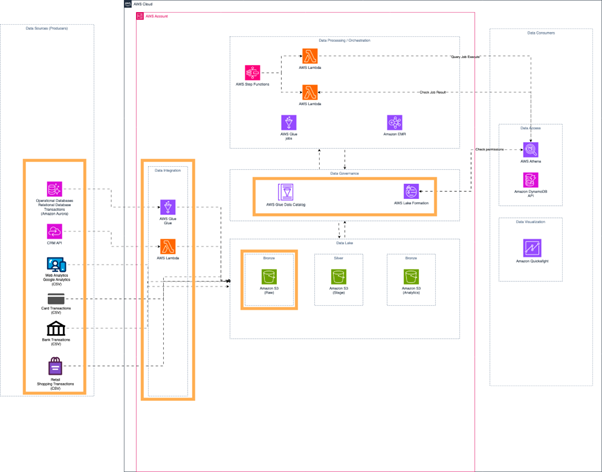 AWS Cloud
AWS Account
Data Sources (Producers)
Data Consumers
Data Processing / Orchestration
AWS Lambda
Query Job Execution
AWS Step Functions
AWS Lambda
Check Job Result
AWS Glue
jobs
Amazon EMR
Data Access
Check permissions
AWS Athena
Amazon DynamoDB
API
Data Integration
Data Governance
AWS Glue Data Catalog
AWS Lake Formation
Operational Databases
Relational Database
Transactions
(Amazon Aurora)
AWS Glue
Glue
Data Visualization
CRM API
AWS Lambda
Data Lake
Amazon Quicksight
Web Analytics
Google Analytics
(CSV)
Bronze
Silver
Bronze
Amazon S3
(Raw)
Amazon S3
(Stage)
Amazon S3
(Analytics)
Card Transactions
(CSV)
Bank Transactions
(CSV)
Retail
Shopping Transactions
(CSV)